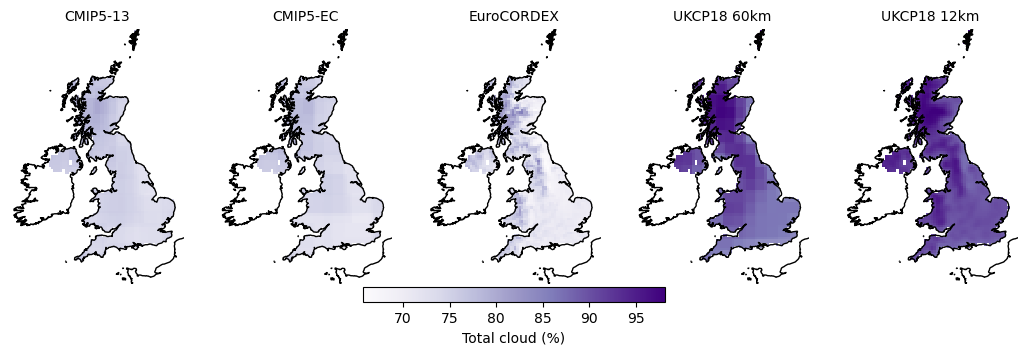 CMIP5-13 CMIP5-EC EuroCORDEX UKCP18 60km UKCP18 12km
70 75 80 85 90 95
Total cloud (%)